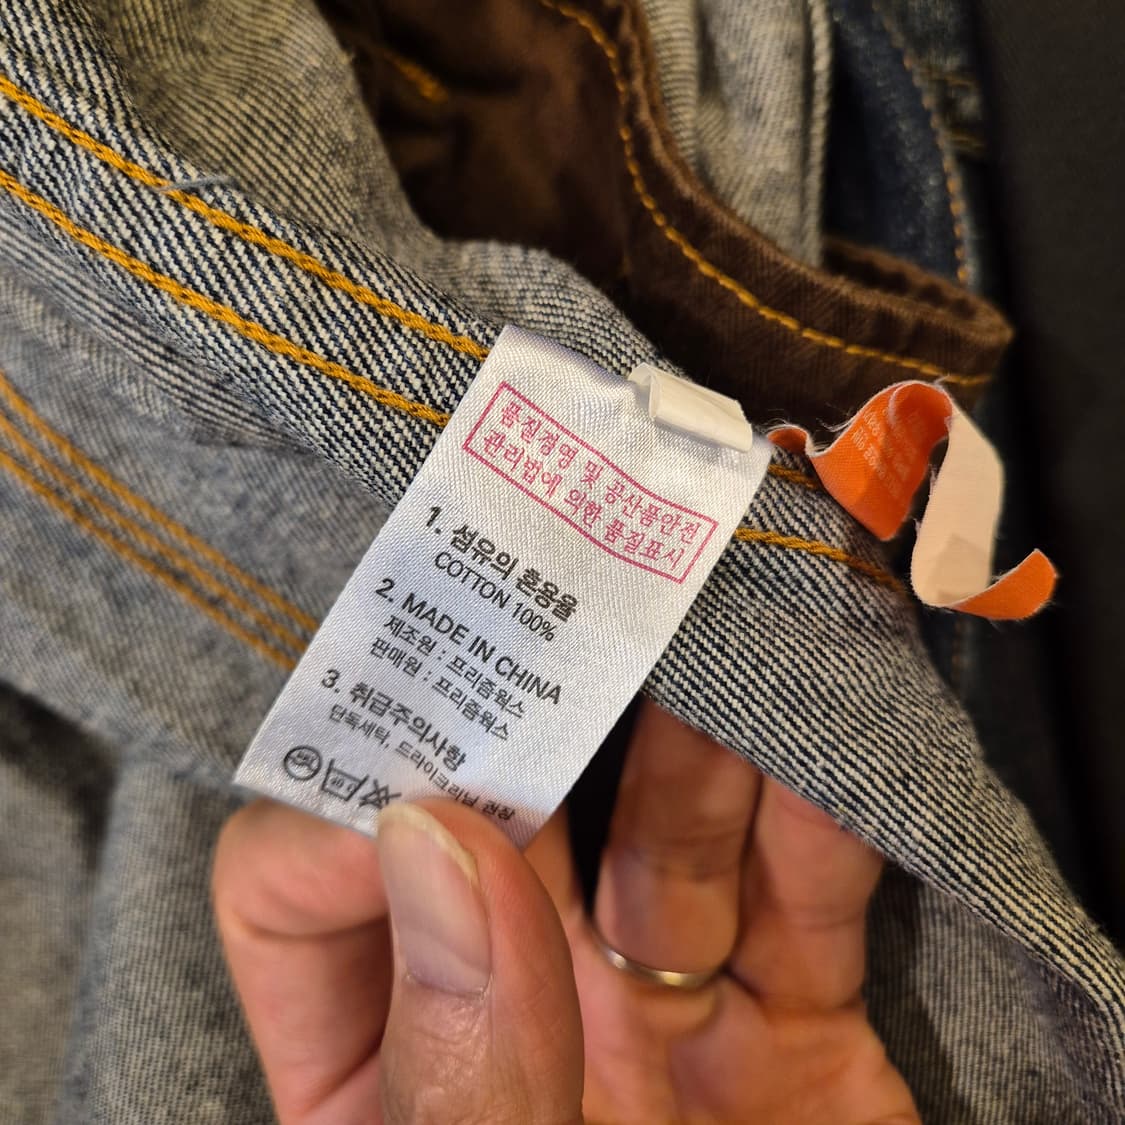 품질경영 및 공산품안전
관리법에 의한 품질표시
1. 섬유의 혼용율
COTTON 100%
2. MADE IN CHINA
제조원 : 프리즘웍스
판매원 : 프리즘웍스
3. 취급주의사항
단독세탁, 드라이크리닝 권장